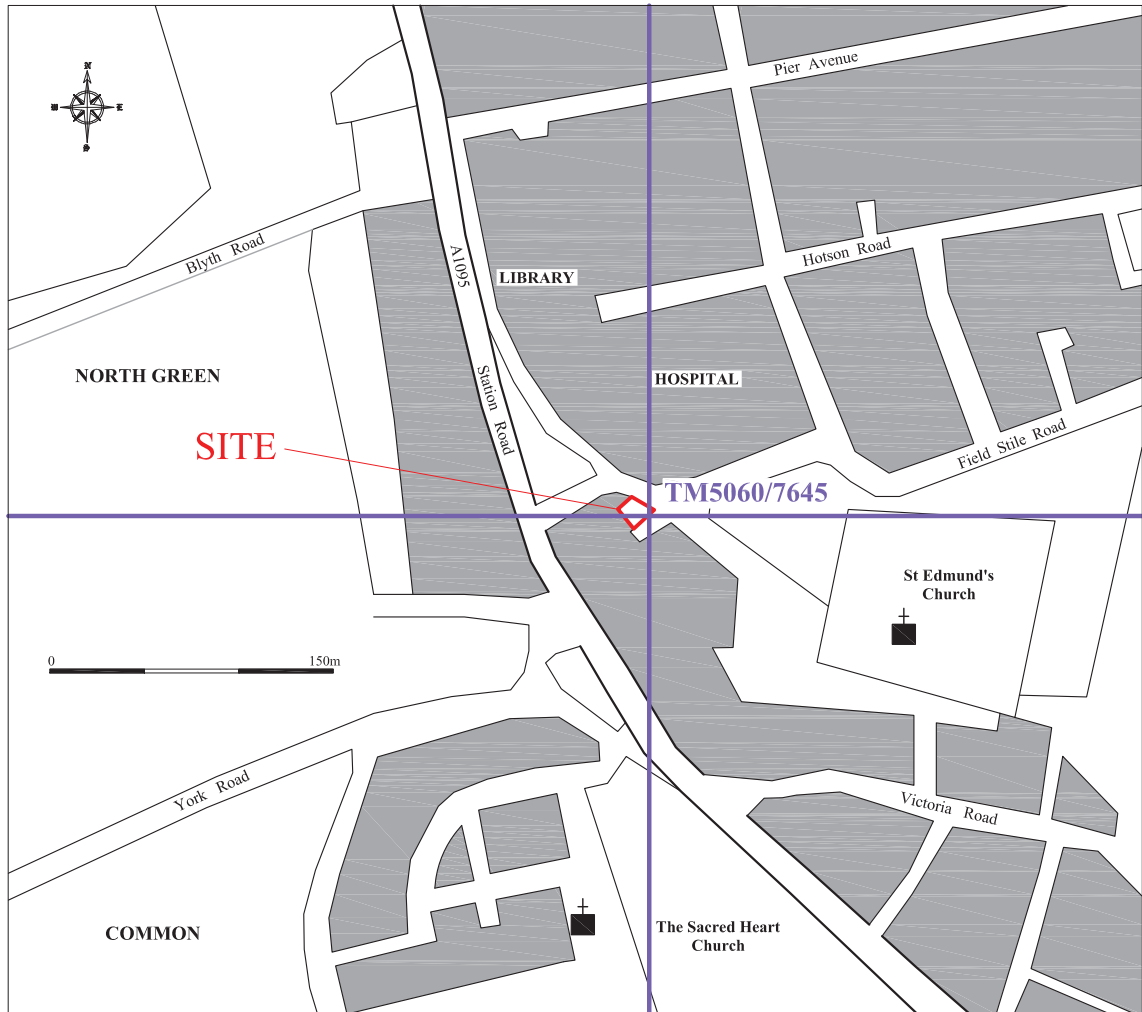 Pier Avenue
N
E
S
Blyth Road
A1095
LIBRARY
Hotson Road
NORTH GREEN
Station Road
HOSPITAL
SITE
Field Stile Road
TM5060/7645
St Edmund's
Church
0 150m
York Road
Victoria Road
COMMON
The Sacred Heart
Church